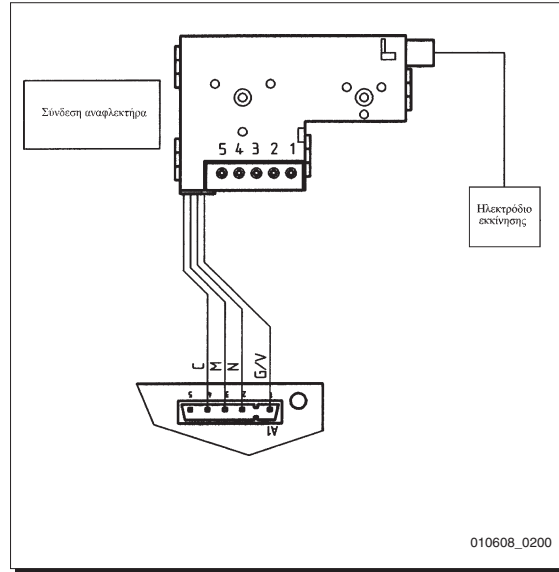 Σύνδεση αναφλεκτήρα
5 4 3 2 1
Ηλεκτρόδιο
εκκίνησης
C M N G/V
5 4 3 2 1
A1
010608_0200